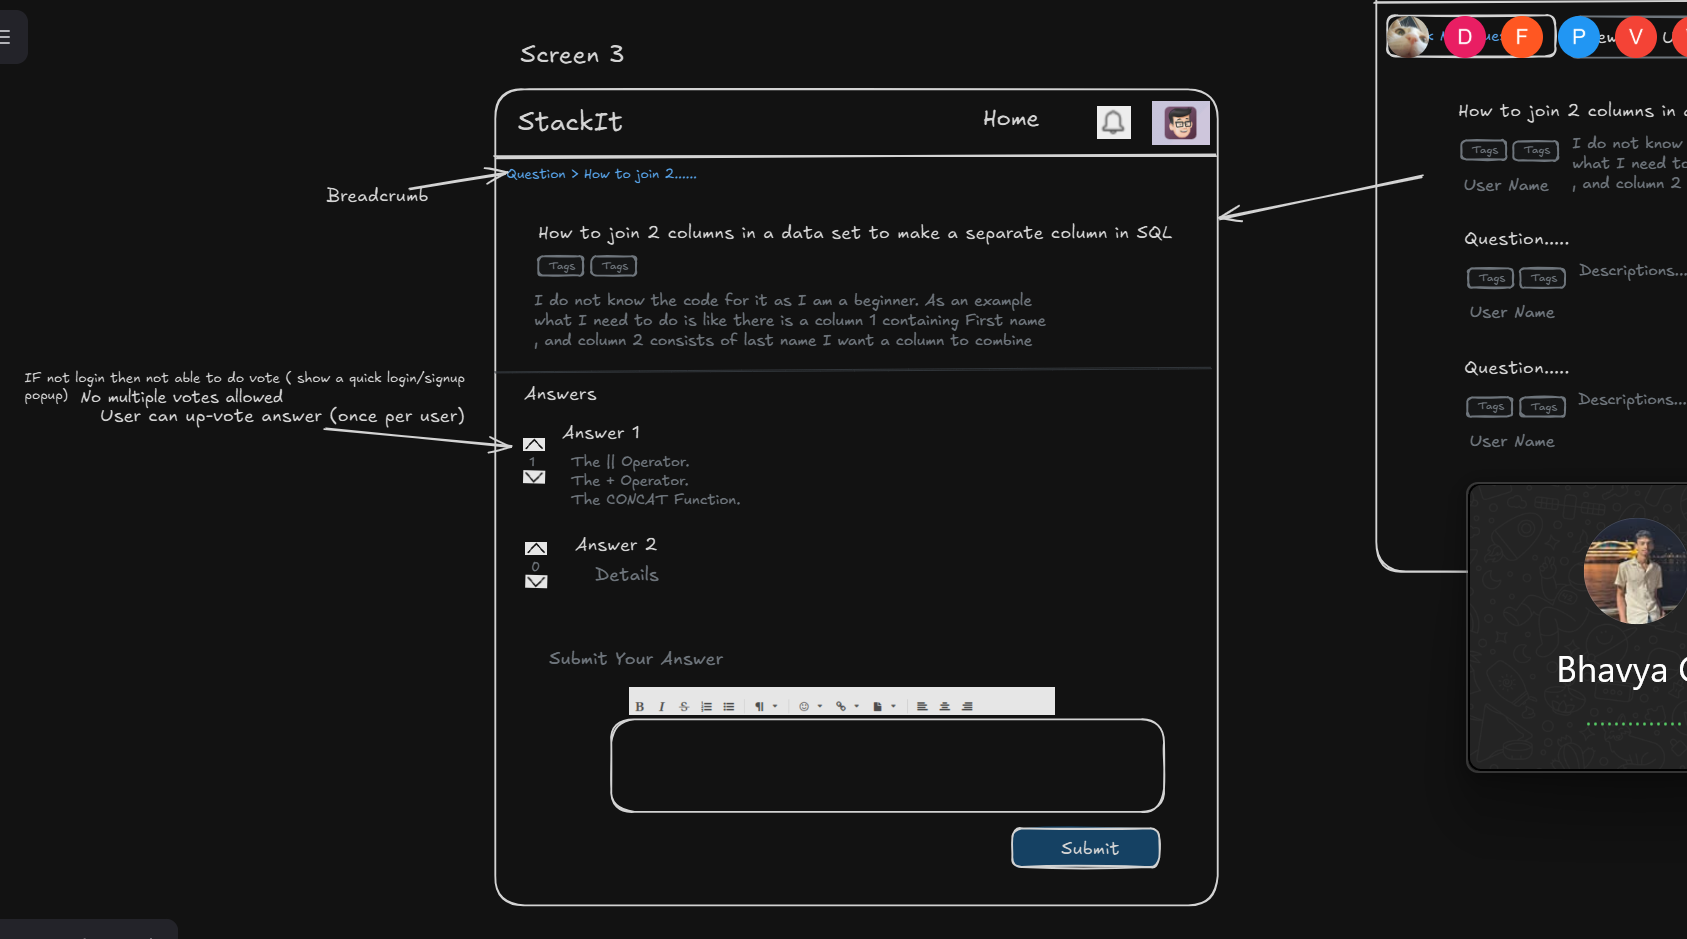 Screen 3
StackIt
Home
Question > How to join 2......
Breadcrumb
How to join 2 columns in a data set to make a separate column in SQL
Tags
Tags
I do not know the code for it as I am a beginner. As an example
what I need to do is like there is a column 1 containing First name
, and column 2 consists of last name I want a column to combine
IF not login then not able to do vote ( show a quick login/signup
popup)
No multiple votes allowed
User can up-vote answer (once per user)
Answers
Answer 1
1
The || Operator.
The + Operator.
The CONCAT Function.
Answer 2
0
Details
Submit Your Answer
B I S
Submit
D
F
P
V
How to join 2 columns in
Tags
Tags
I do not know
what I need to
, and column 2
User Name
Question.....
Tags
Tags
Descriptions...
User Name
Question.....
Tags
Tags
Descriptions...
User Name
Bhavya